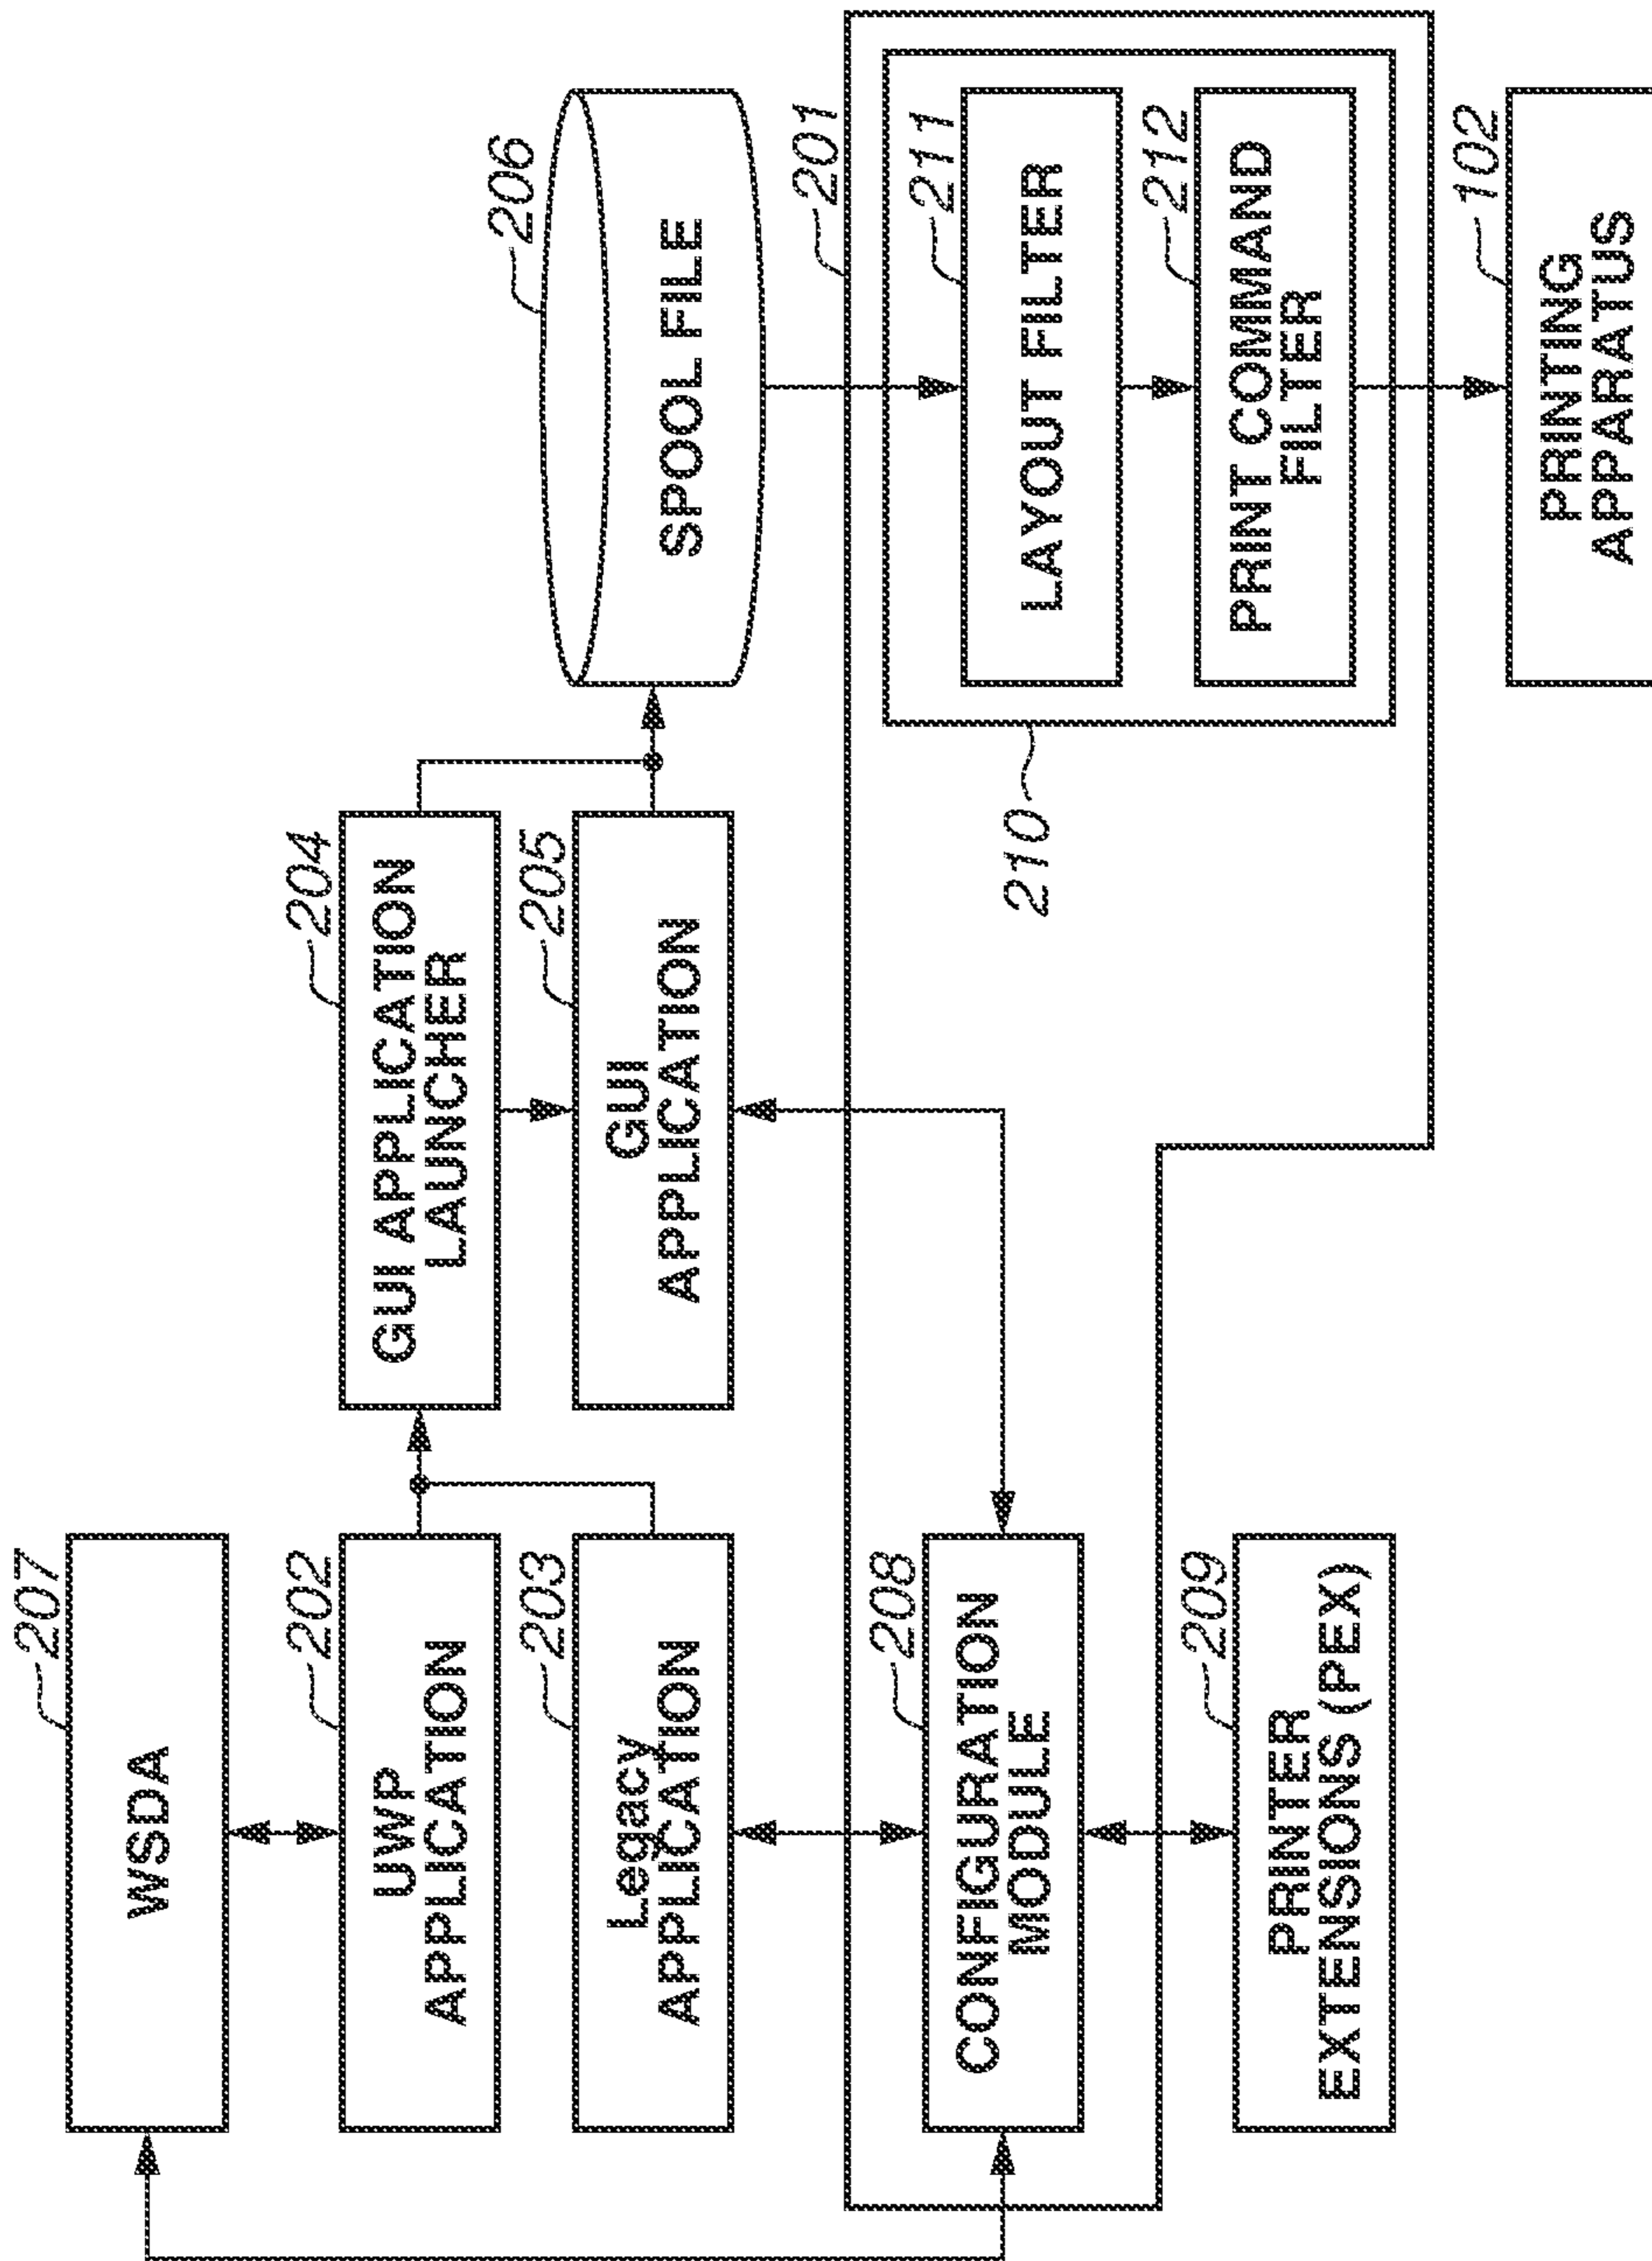 207
WSDA
202
UWP
APPLICATION
203
Legacy
APPLICATION
204
GUI APPLICATION
LAUNCHER
205
GUI
APPLICATION
206
SPOOL FILE
201
208
CONFIGURATION
MODULE
209
PRINTER
EXTENSIONS (PEX)
210
211
LAYOUT FILTER
212
PRINT COMMAND
FILTER
102
PRINTING
APPARATUS